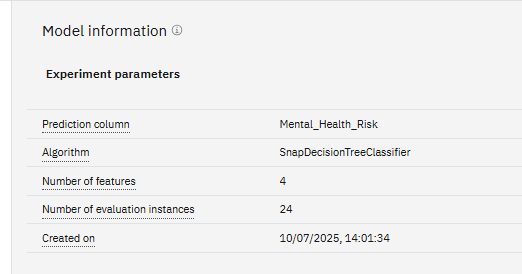 Model information
Experiment parameters
Prediction column Mental_Health_Risk
Algorithm SnapDecisionTreeClassifier
Number of features 4
Number of evaluation instances 24
Created on 10/07/2025, 14:01:34